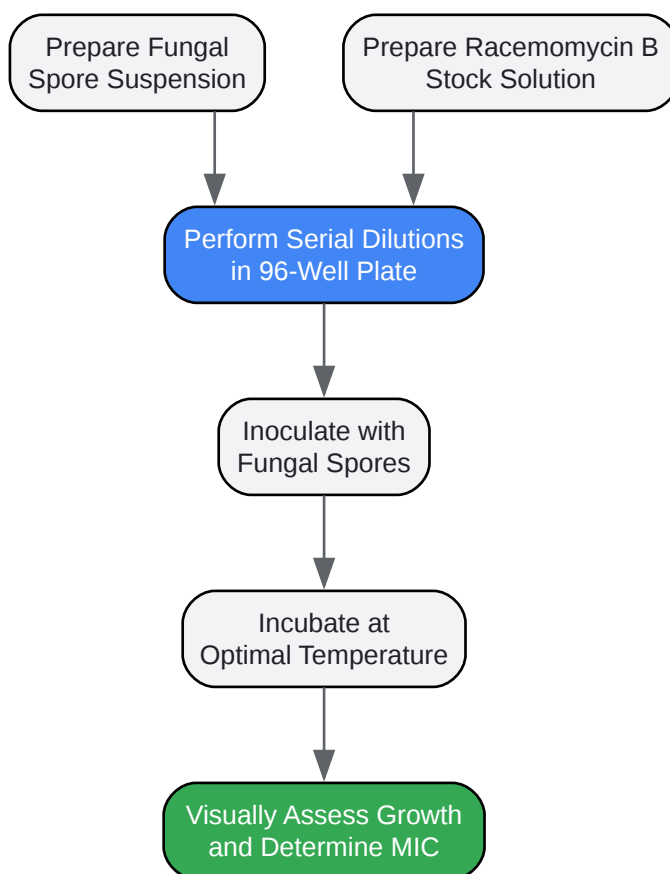 Prepare Fungal
Spore Suspension
Prepare Racemomycin B
Stock Solution
Perform Serial Dilutions
in 96-Well Plate
Inoculate with
Fungal Spores
Incubate at
Optimal Temperature
Visually Assess Growth
and Determine MIC